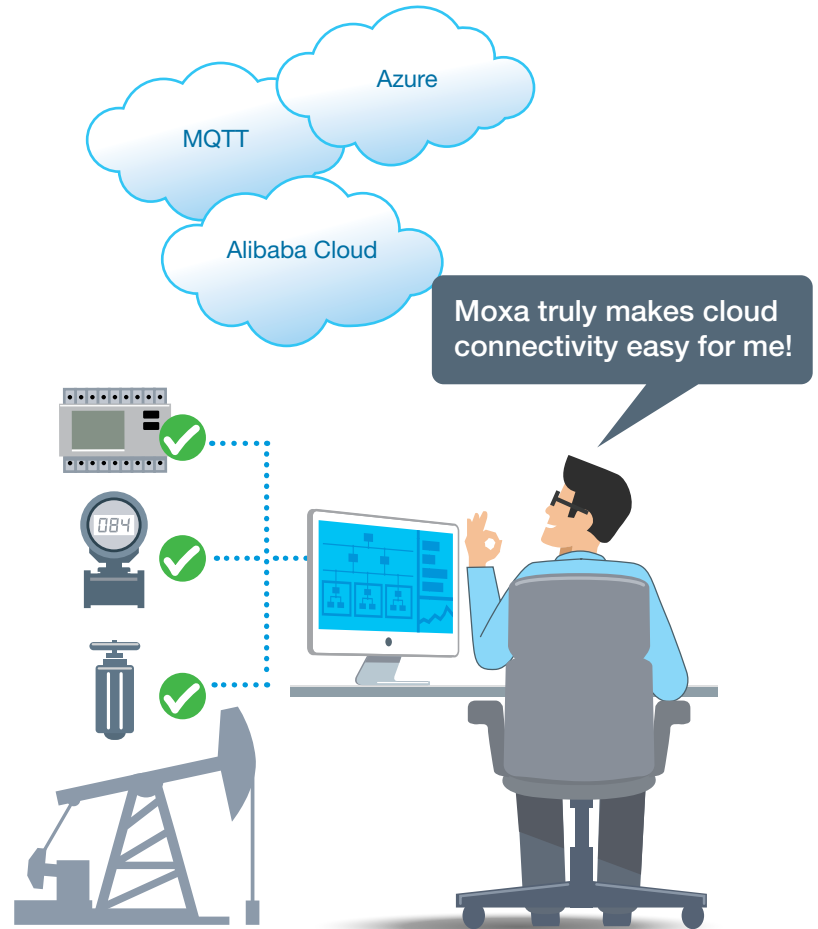 Azure
MQTT
Alibaba Cloud
Moxa truly makes cloud
connectivity easy for me!
084